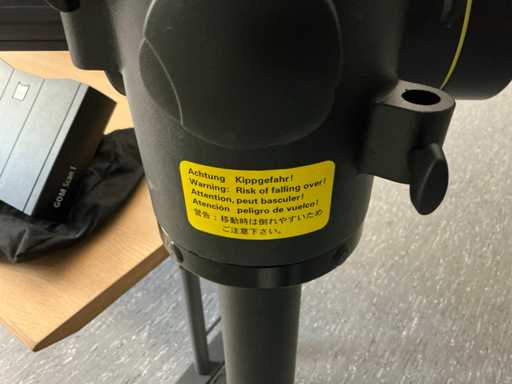 GOM Scan 1
Achtung Kippgefahr!
Warning: Risk of falling over!
Attention, peut basculer!
Atención peligro de vuelco!
警告：移動時は倒れやすいため
ご注意下さい。